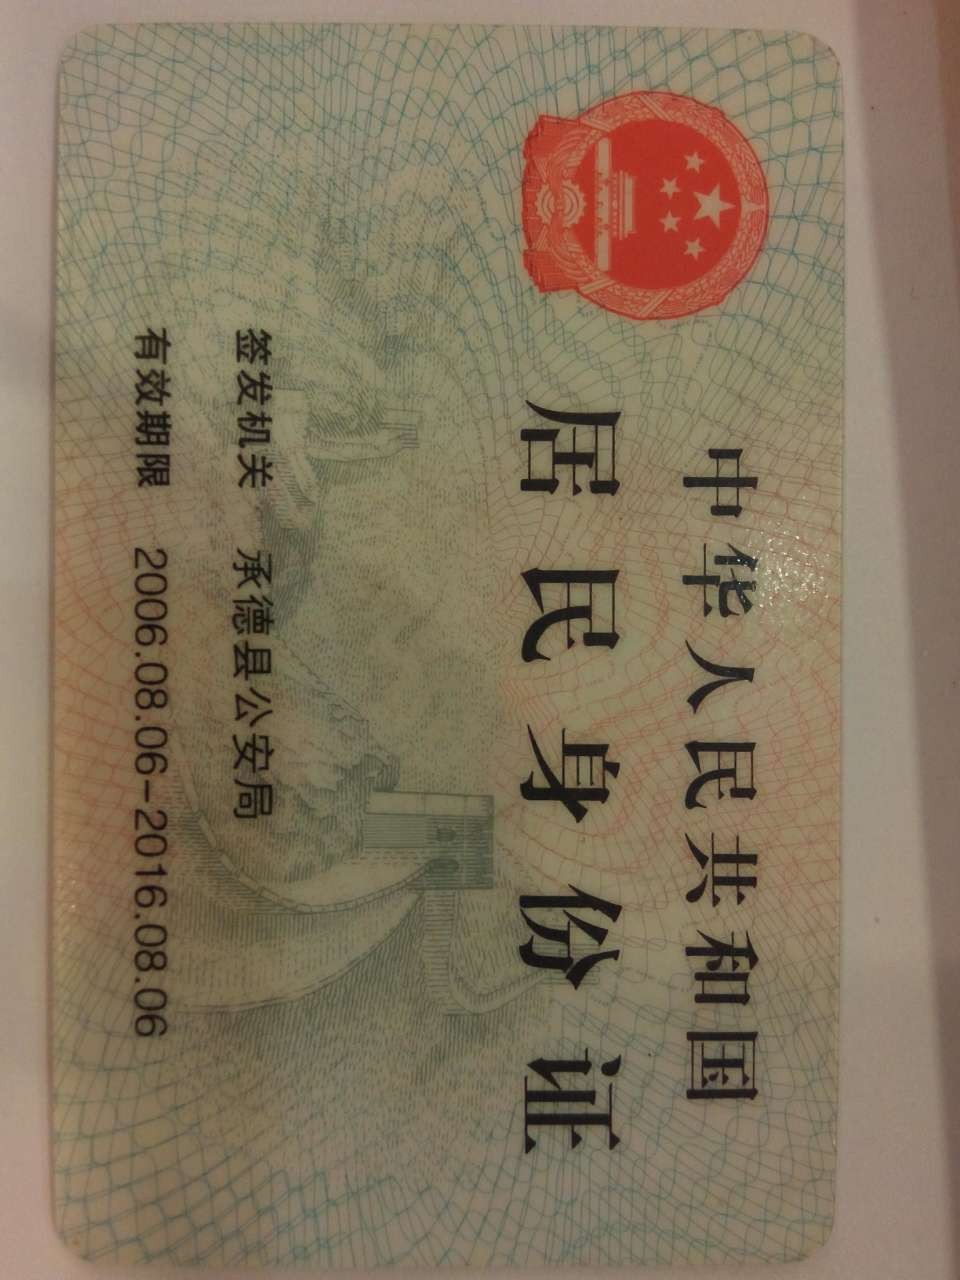 中华人民共和国
居民身份证
签发机关 承德县公安局
有效期限 2006.08.06-2016.08.06